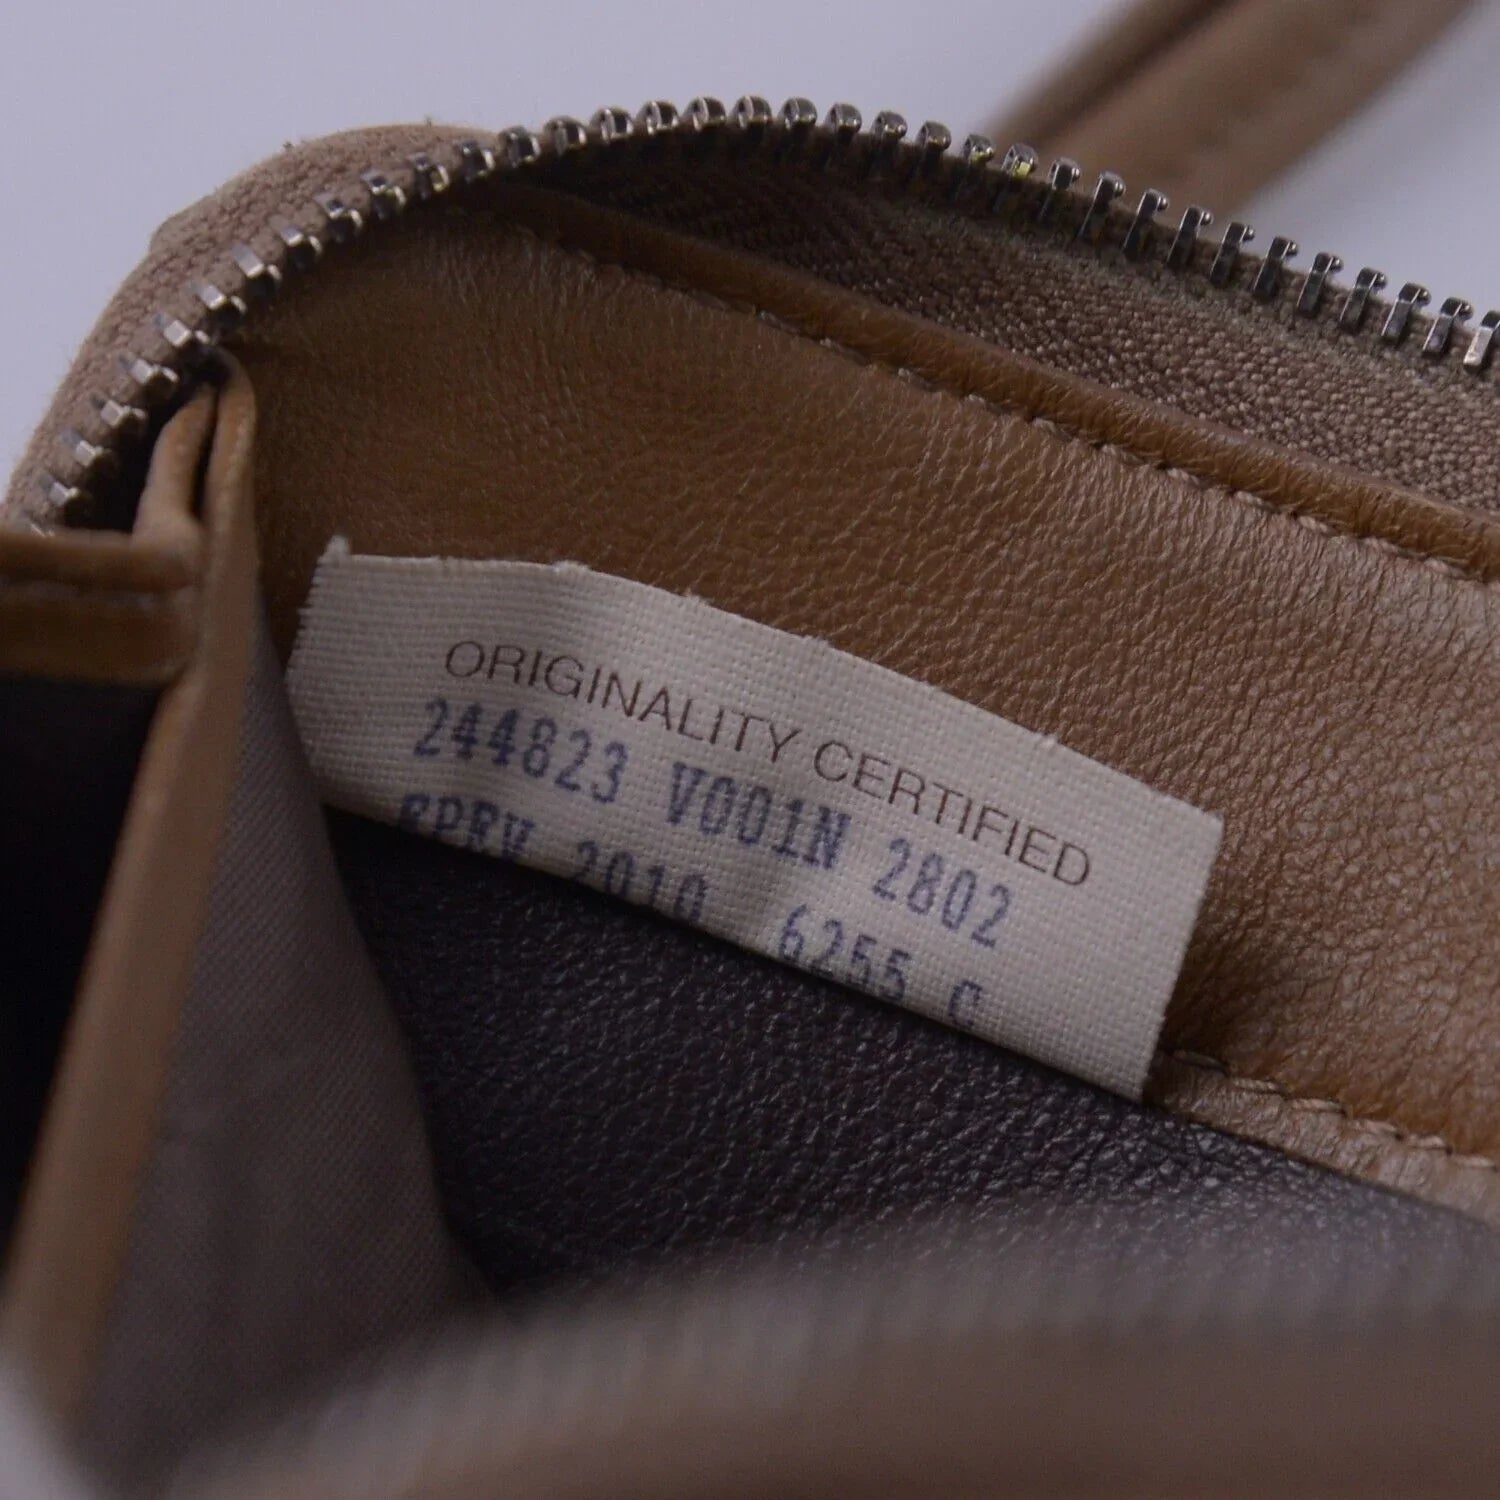 ORIGINALITY CERTIFIED
244823 V001N 2802
2010 6255 C